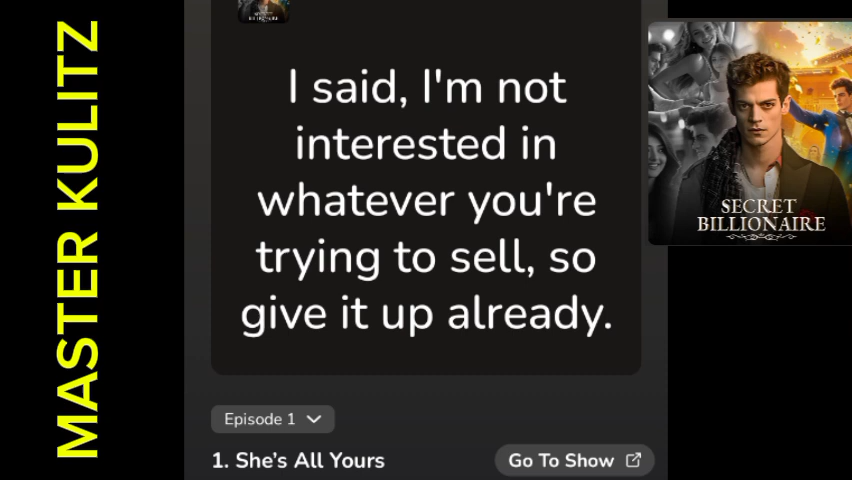 MASTER KULITZ
I said, I'm not
interested in
whatever you're
trying to sell, so
give it up already.
Episode 1
1. She’s All Yours
Go To Show
SECRET
BILLIONAIRE